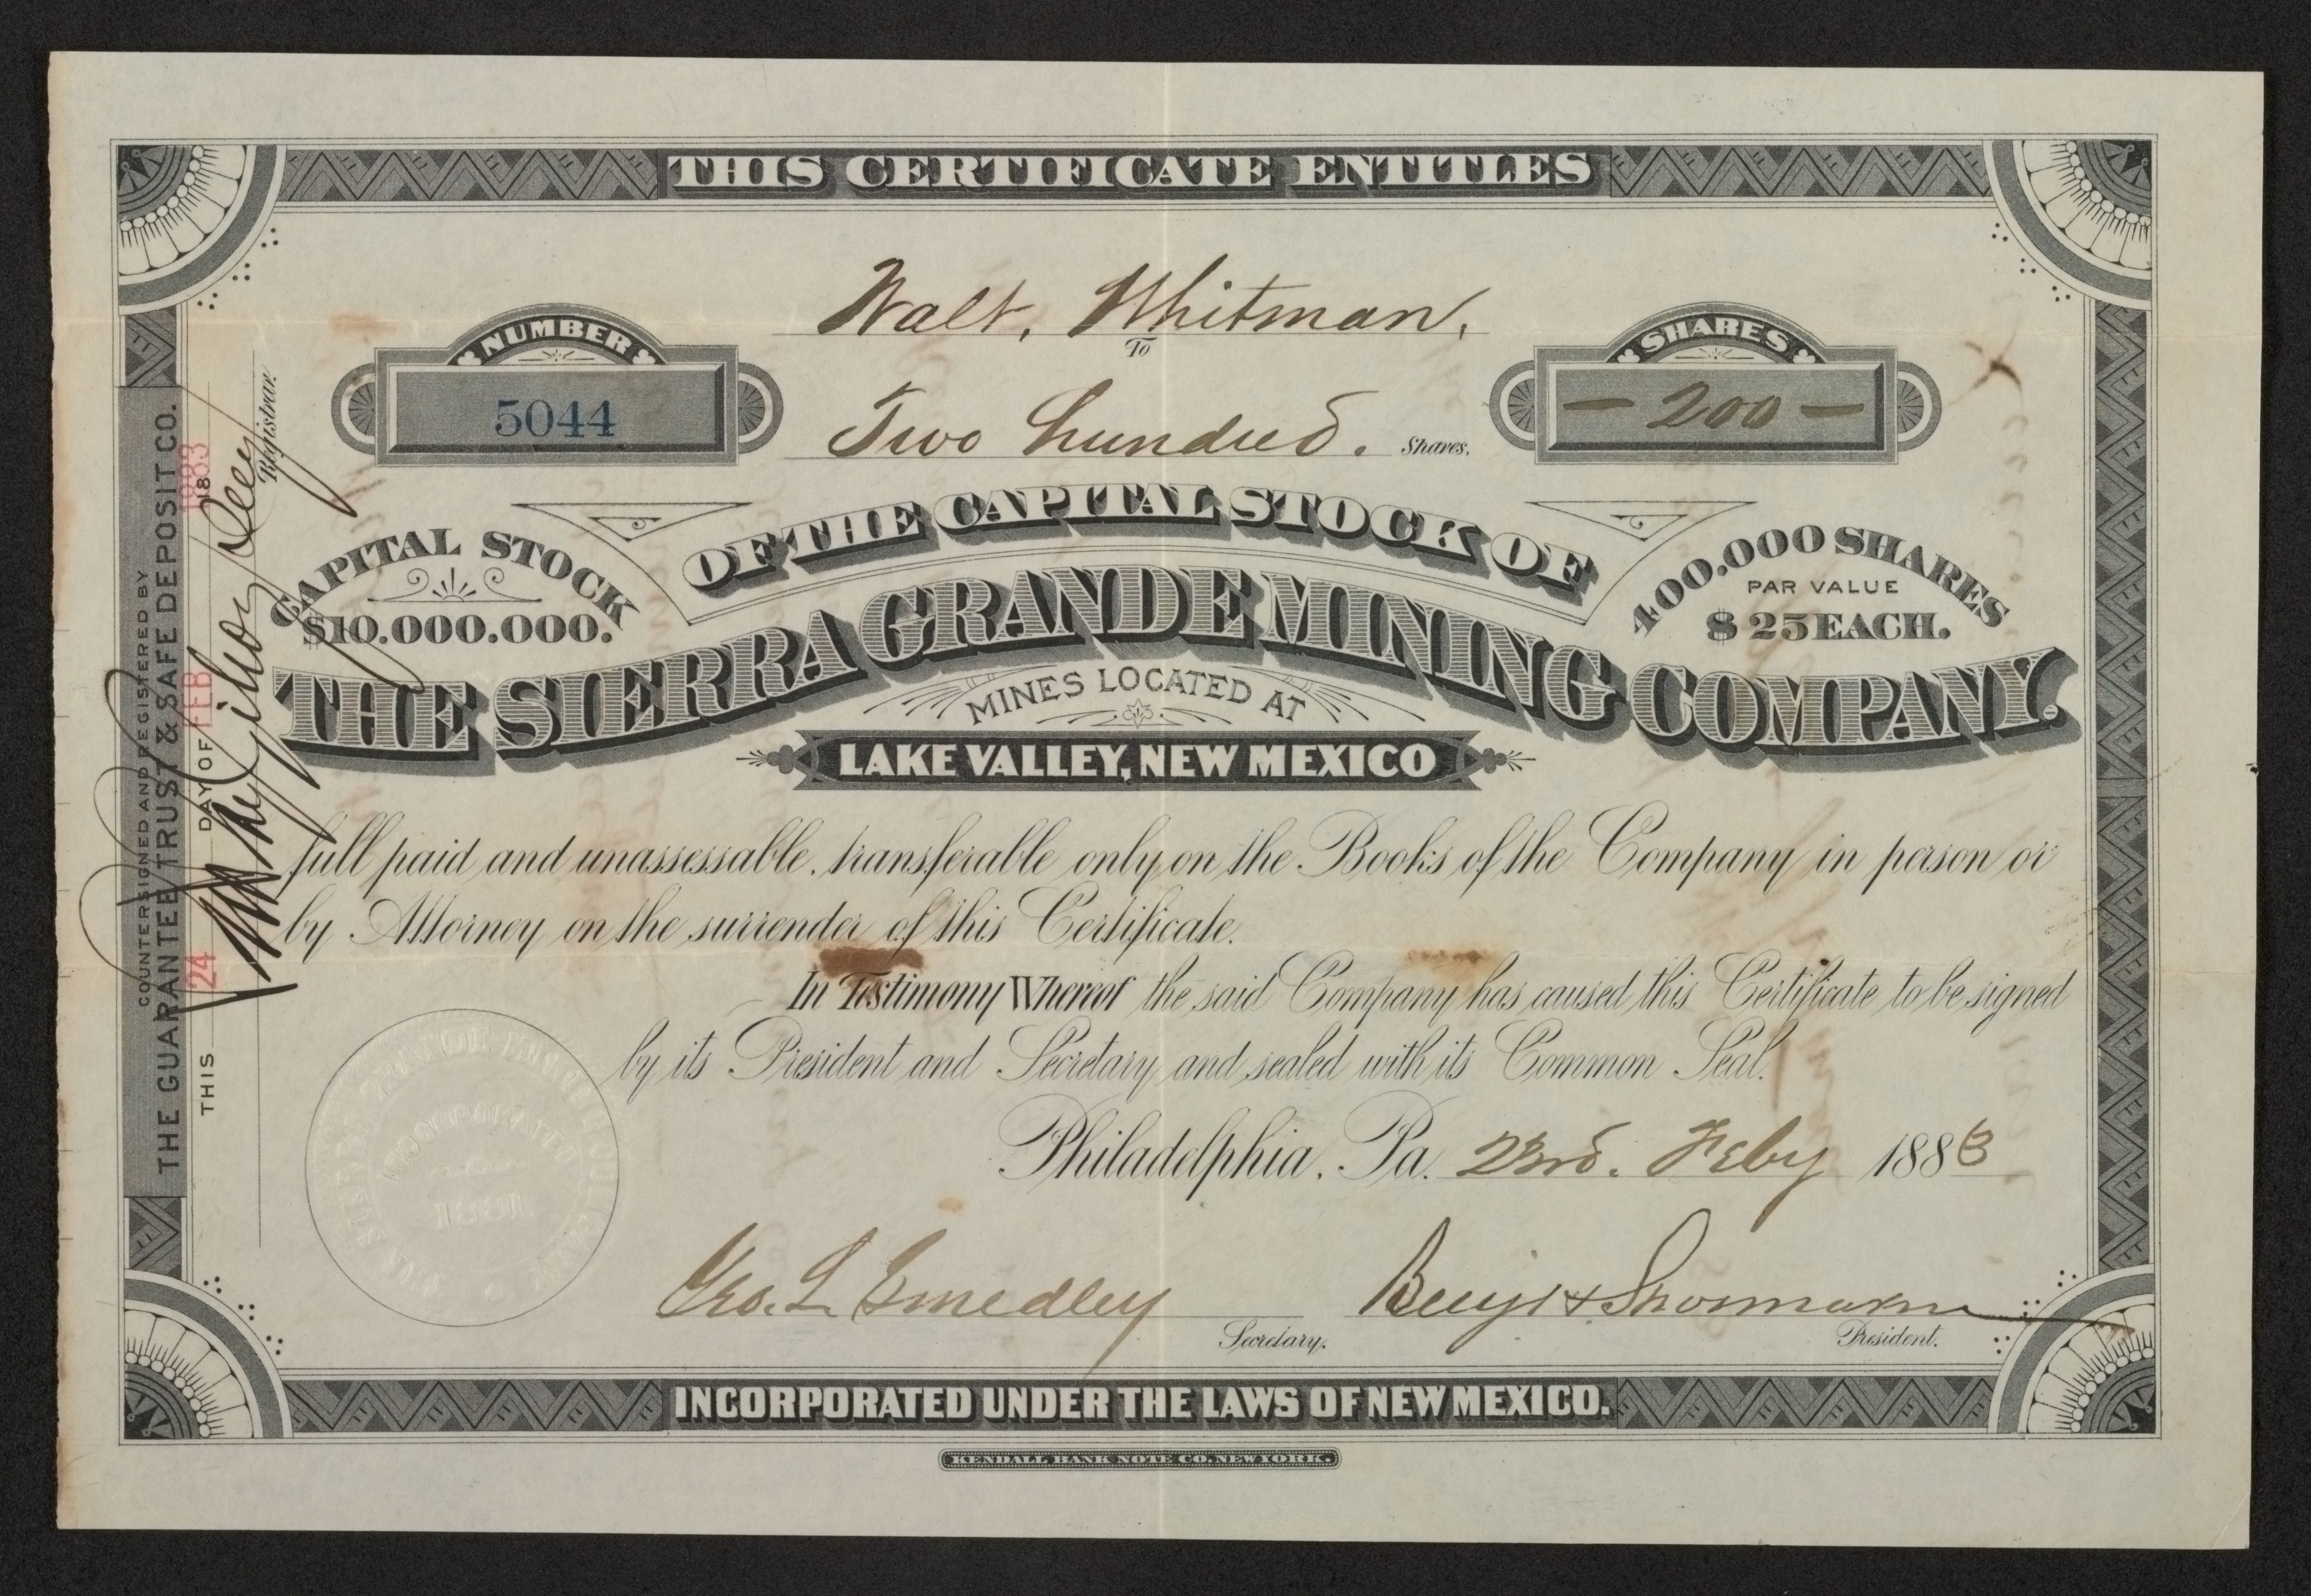 THIS CERTIFICATE ENTITLES
Walt, Whitman,
To
NUMBER
5044
Two hundred. Shares.
SHARES
— 200 —
CAPITAL STOCK
$10.000.000.
OF THE CAPITAL STOCK OF
400.000 SHARES
PAR VALUE
$25 EACH.
THE SIERRA GRANDE MINING COMPANY.
MINES LOCATED AT
LAKE VALLEY, NEW MEXICO
full paid and unassessable, transferable only on the Books of the Company in person or
by Attorney on the surrender of this Certificate.
In Testimony Whereof the said Company has caused this Certificate to be signed
by its President and Secretary and sealed with its Common Seal.
Philadelphia, Pa. 23rd. Feby 1883
Geo. L Smedley
Secretary.
President.
INCORPORATED UNDER THE LAWS OF NEW MEXICO.
KENDALL BANK NOTE CO. NEW YORK.
COUNTERSIGNED AND REGISTERED BY
THE GUARANTEE TRUST & SAFE DEPOSIT CO.
THIS 24 DAY OF FEB 1883 188
Registrar.
INCORPORATED
1881